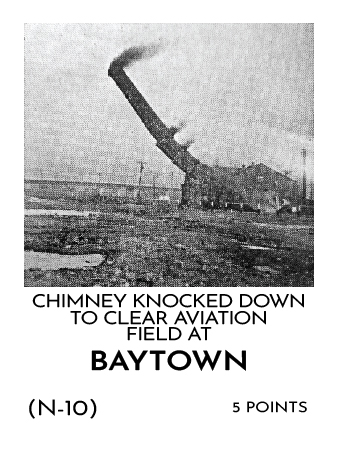 CHIMNEY KNOCKED DOWN
TO CLEAR AVIATION
FIELD AT
BAYTOWN
(N-10)
5 POINTS